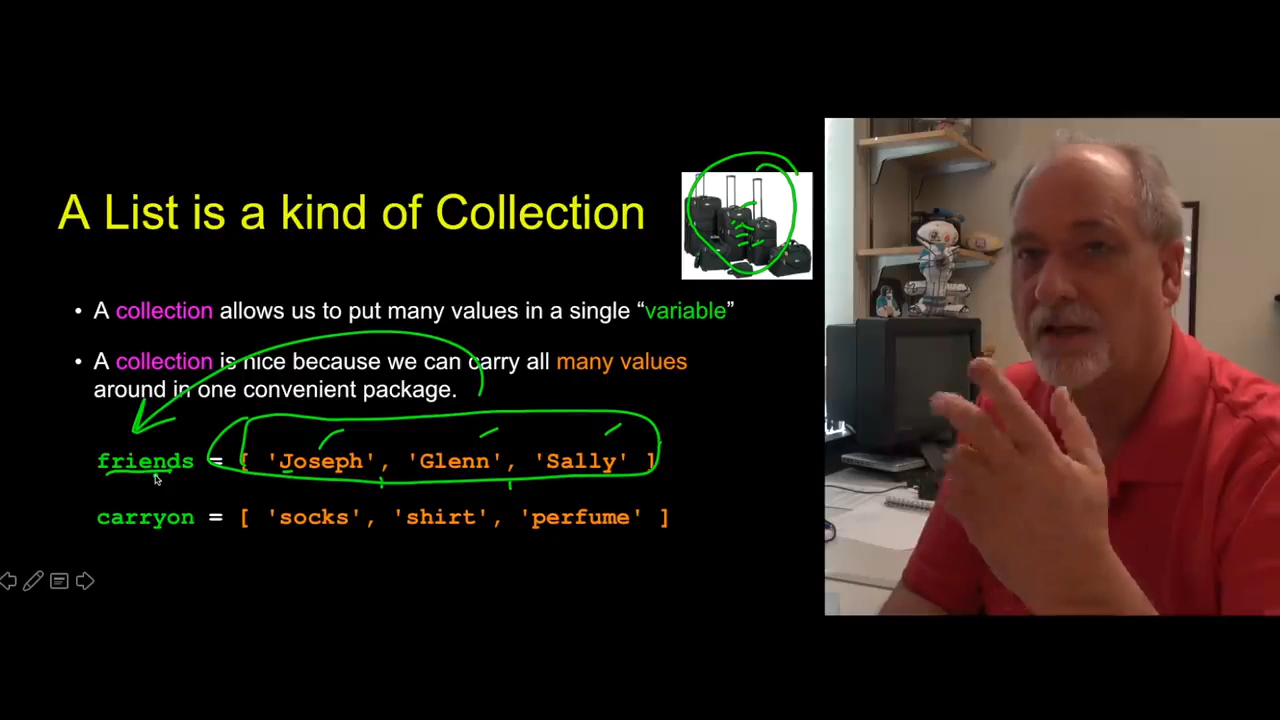 A List is a kind of Collection
• A collection allows us to put many values in a single “variable”
• A collection is nice because we can carry all many values
around in one convenient package.
friends = [ 'Joseph', 'Glenn', 'Sally' ]
carryon = [ 'socks', 'shirt', 'perfume' ]